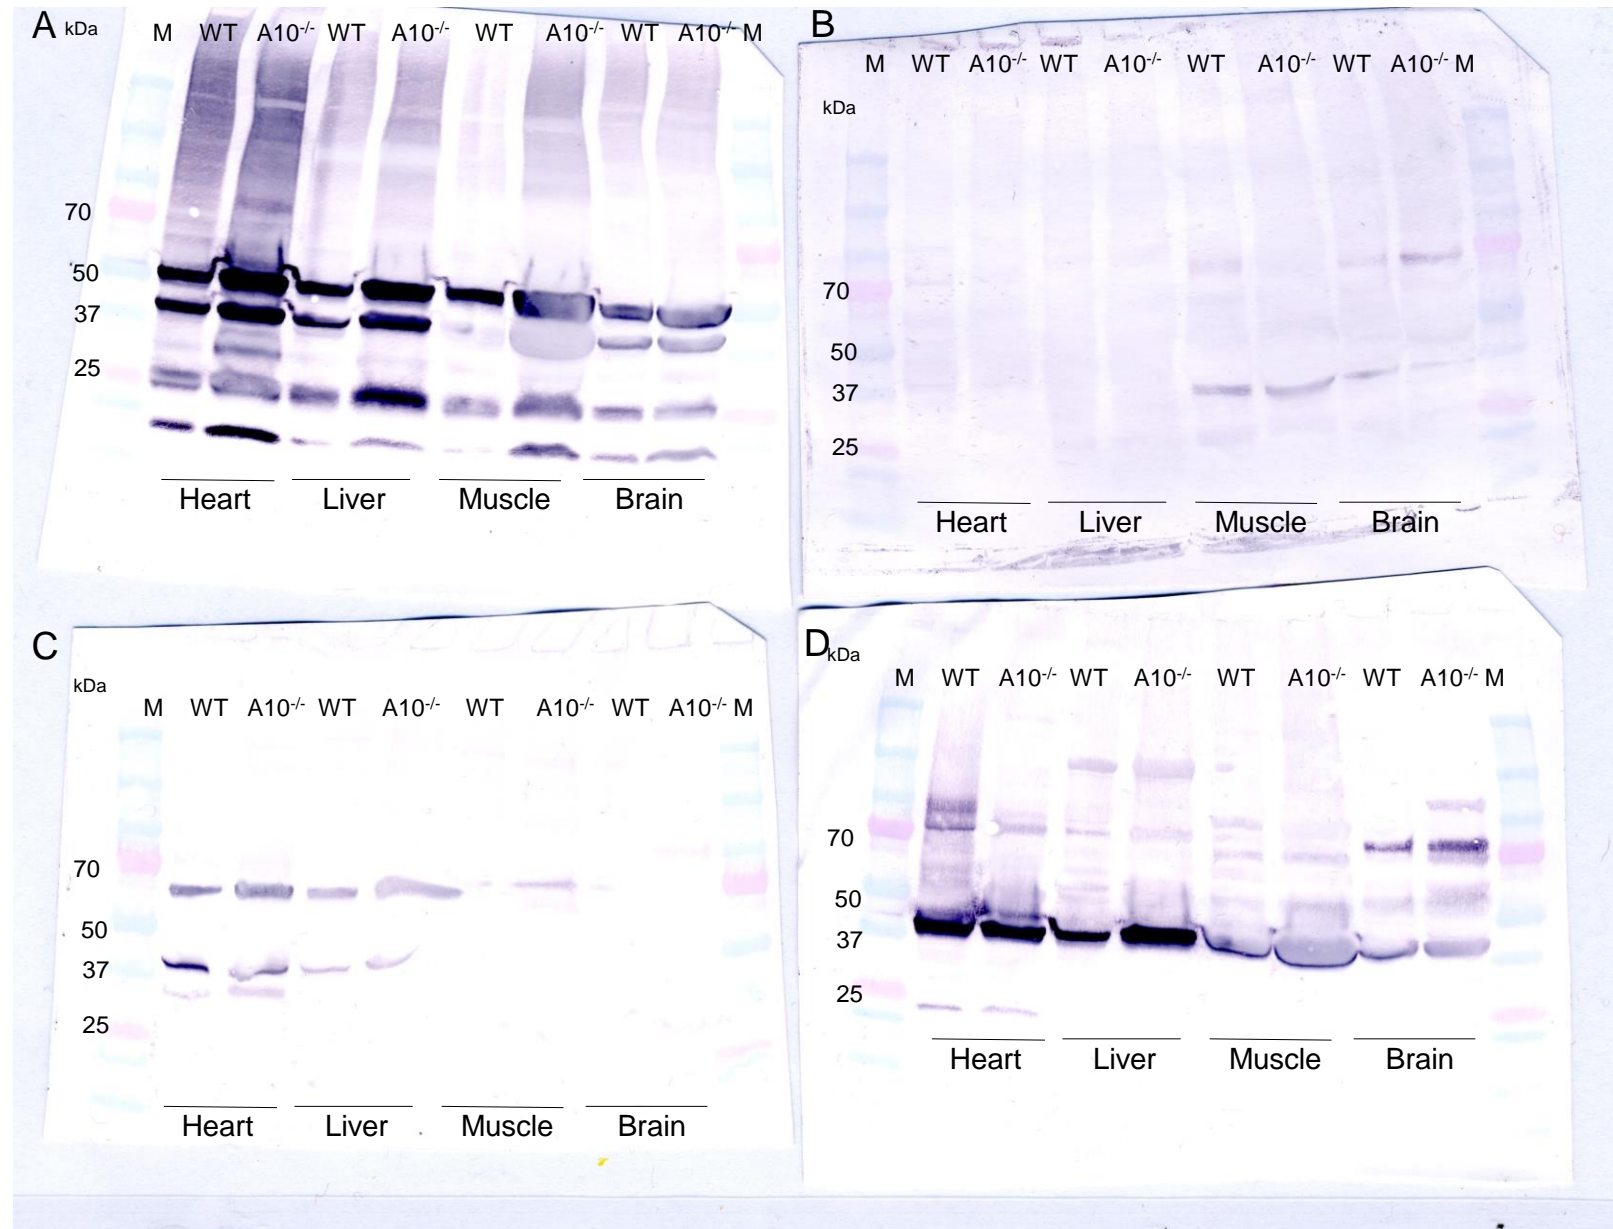 A kDa M WT A10-/- WT A10-/- WT A10-/- WT A10-/- M
70
50
37
25
Heart Liver Muscle Brain
B
M WT A10-/- WT A10-/- WT A10-/- WT A10-/- M
kDa
70
50
37
25
Heart Liver Muscle Brain
C
kDa
M WT A10-/- WT A10-/- WT A10-/- WT A10-/- M
70
50
37
25
Heart Liver Muscle Brain
D kDa
M WT A10-/- WT A10-/- WT A10-/- WT A10-/- M
70
50
37
25
Heart Liver Muscle Brain